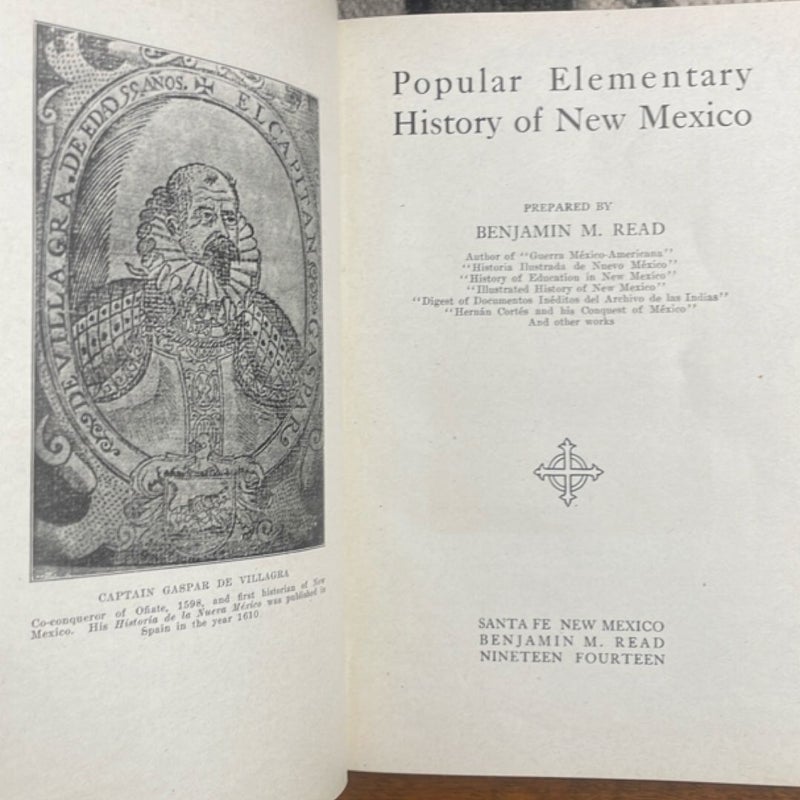 EL CAPITAN GASPAR
DE VILLAGRA. DE EDAD 55 AÑOS.
CAPTAIN GASPAR DE VILLAGRA
Co-conqueror of Oñate, 1598, and first historian of New
Mexico. His Historia de la Nueva México was published in
Spain in the year 1610
Popular Elementary
History of New Mexico
PREPARED BY
BENJAMIN M. READ
Author of "Guerra México-Americana"
"Historia Ilustrada de Nuevo México"
"History of Education in New Mexico"
"Illustrated History of New Mexico"
"Digest of Documentos Inéditos del Archivo de las Indias"
"Hernán Cortés and his Conquest of México"
And other works
SANTA FE NEW MEXICO
BENJAMIN M. READ
NINETEEN FOURTEEN